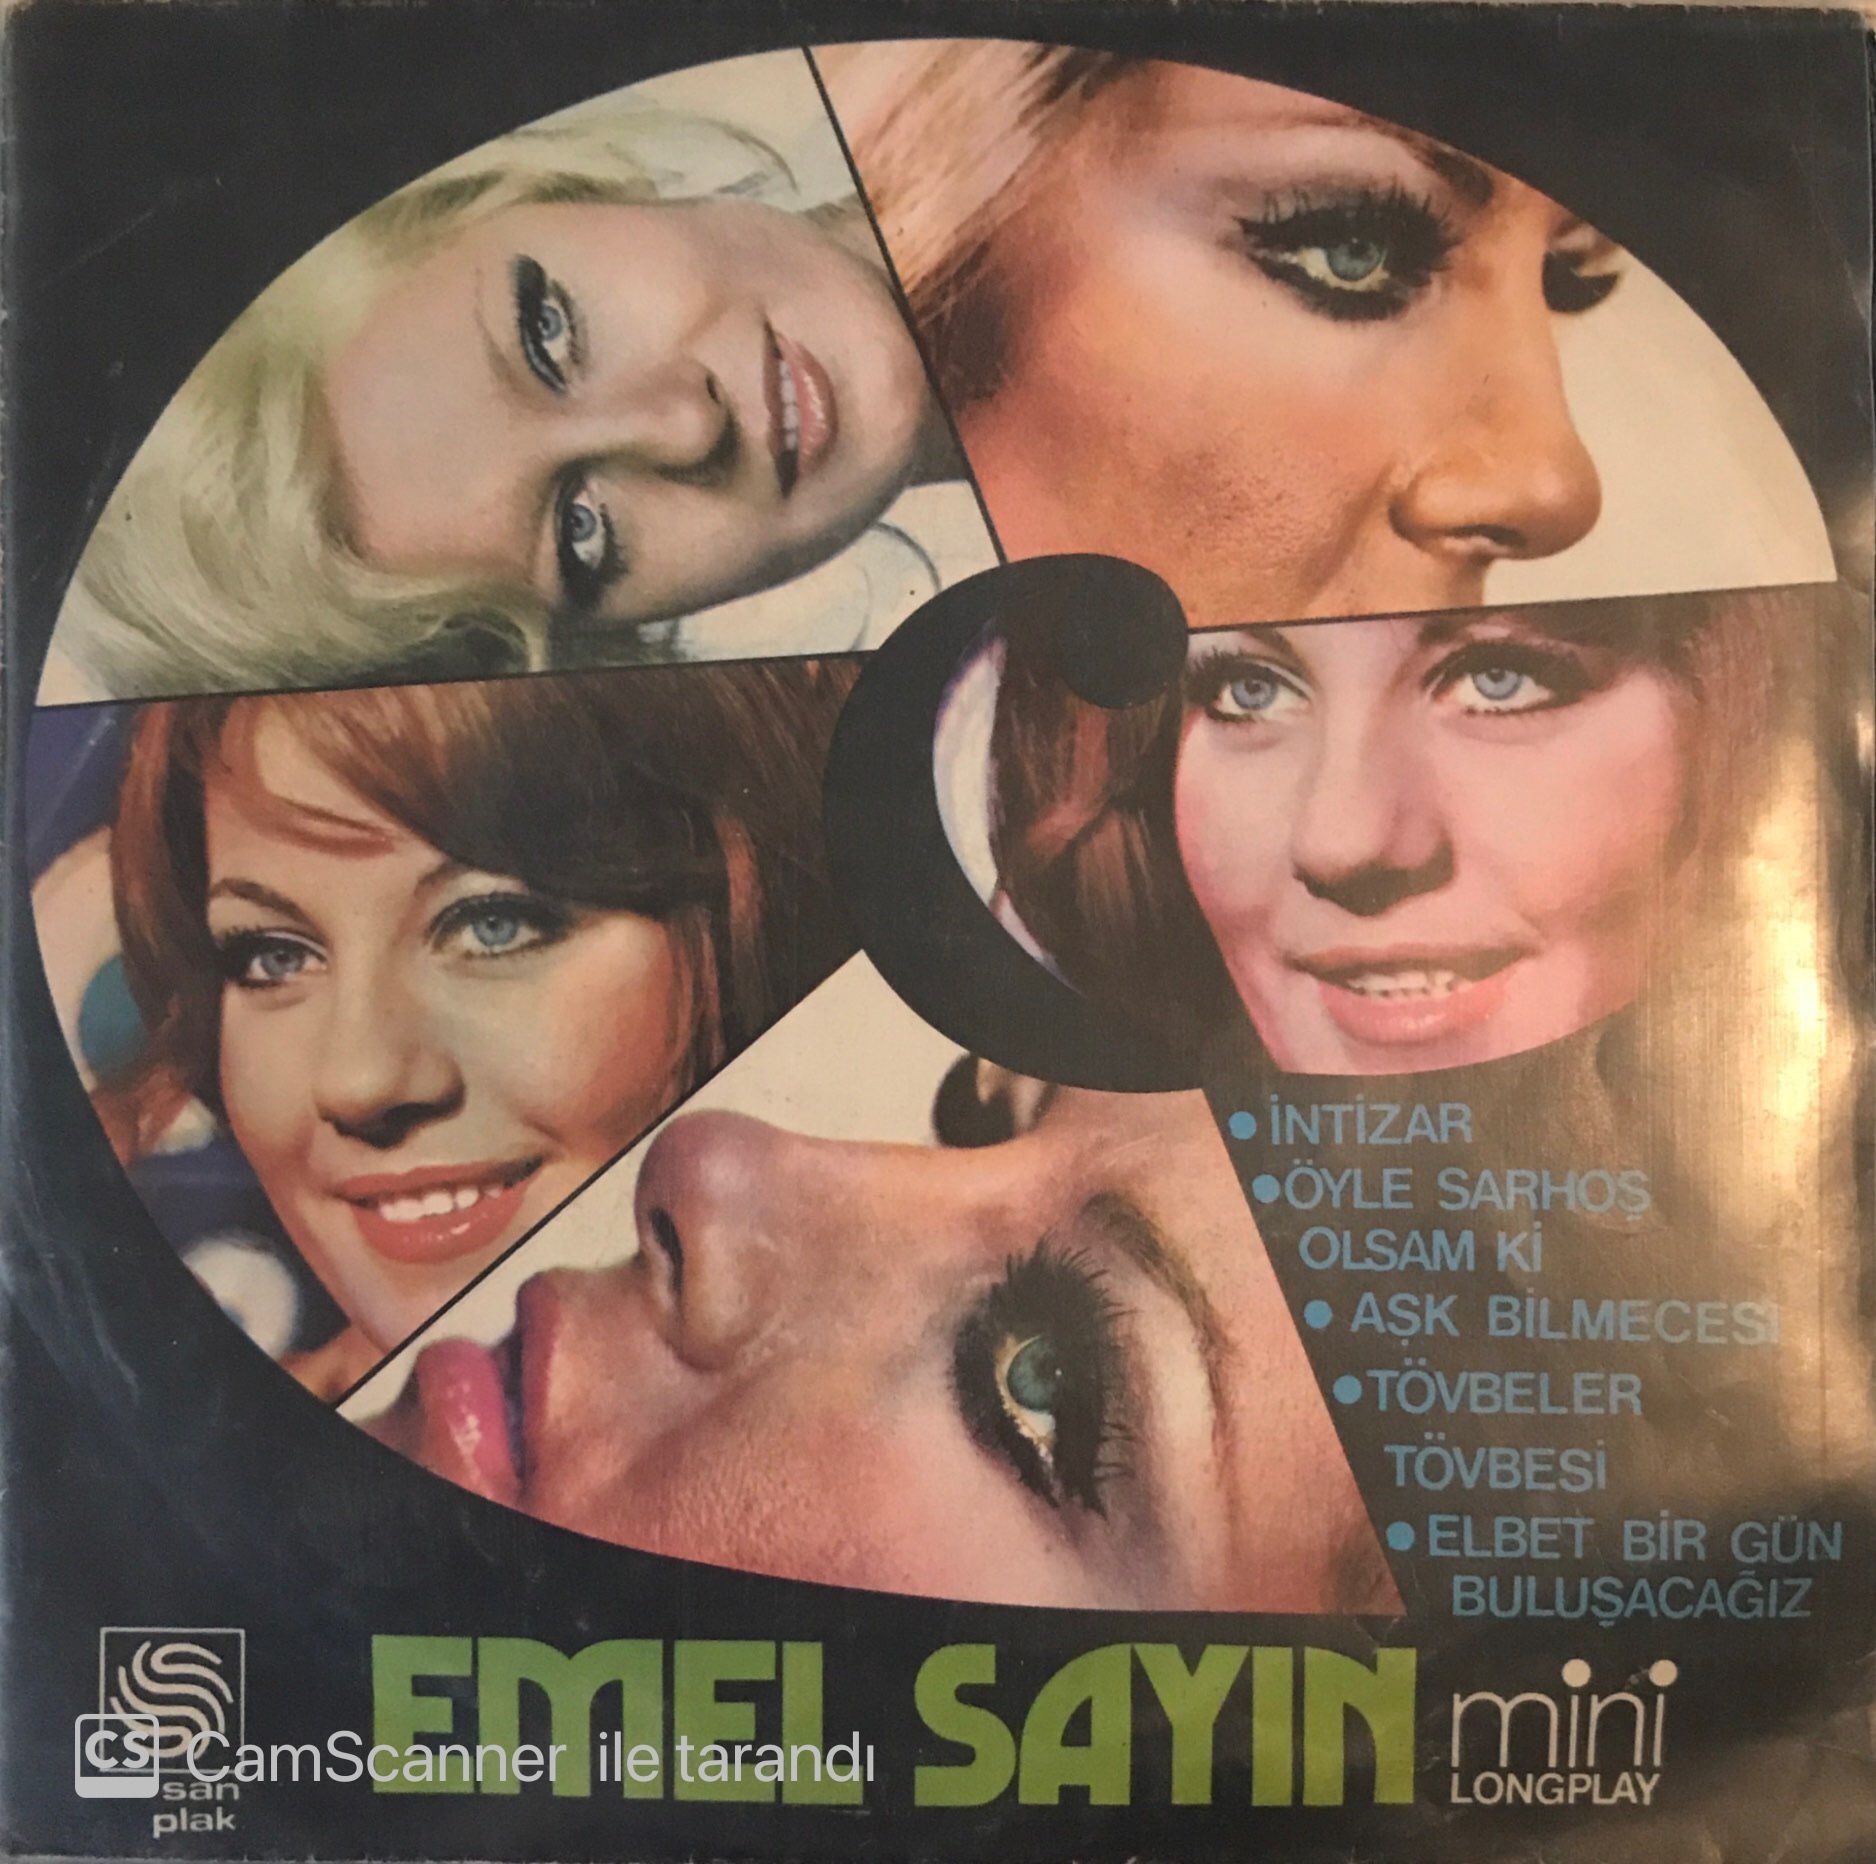 • İNTİZAR
• ÖYLE SARHOŞ
OLSAM Kİ
• AŞK BİLMECESİ
• TÖVBELER
TÖVBESİ
• ELBET BİR GÜN
BULUŞACAĞIZ
EMEL SAYIN
mini
LONGPLAY
CS CamScanner ile tarandı
san
plak